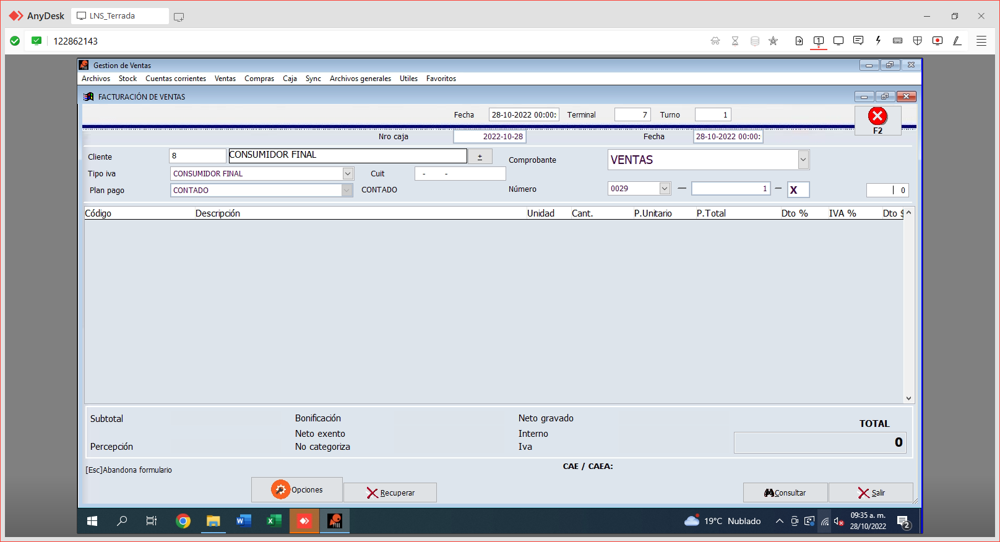 AnyDesk LNS_Terrada
122862143
Gestion de Ventas
Archivos Stock Cuentas corrientes Ventas Compras Caja Sync Archivos generales Utiles Favoritos
FACTURACIÓN DE VENTAS
Fecha 28-10-2022 00:00: Terminal 7 Turno 1
F2
Nro caja 2022-10-28 Fecha 28-10-2022 00:00:
Cliente 8 CONSUMIDOR FINAL ± Comprobante VENTAS
Tipo iva CONSUMIDOR FINAL Cuit - -
Plan pago CONTADO CONTADO Número 0029 — 1 — X 0
Código Descripción Unidad Cant. P.Unitario P.Total Dto % IVA % Dto $
Subtotal Bonificación Neto gravado TOTAL
Neto exento Interno 0
Percepción No categoriza Iva
CAE / CAEA:
[Esc]Abandona formulario
Opciones Recuperar Consultar Salir
19°C Nublado 09:35 a. m.
28/10/2022 2